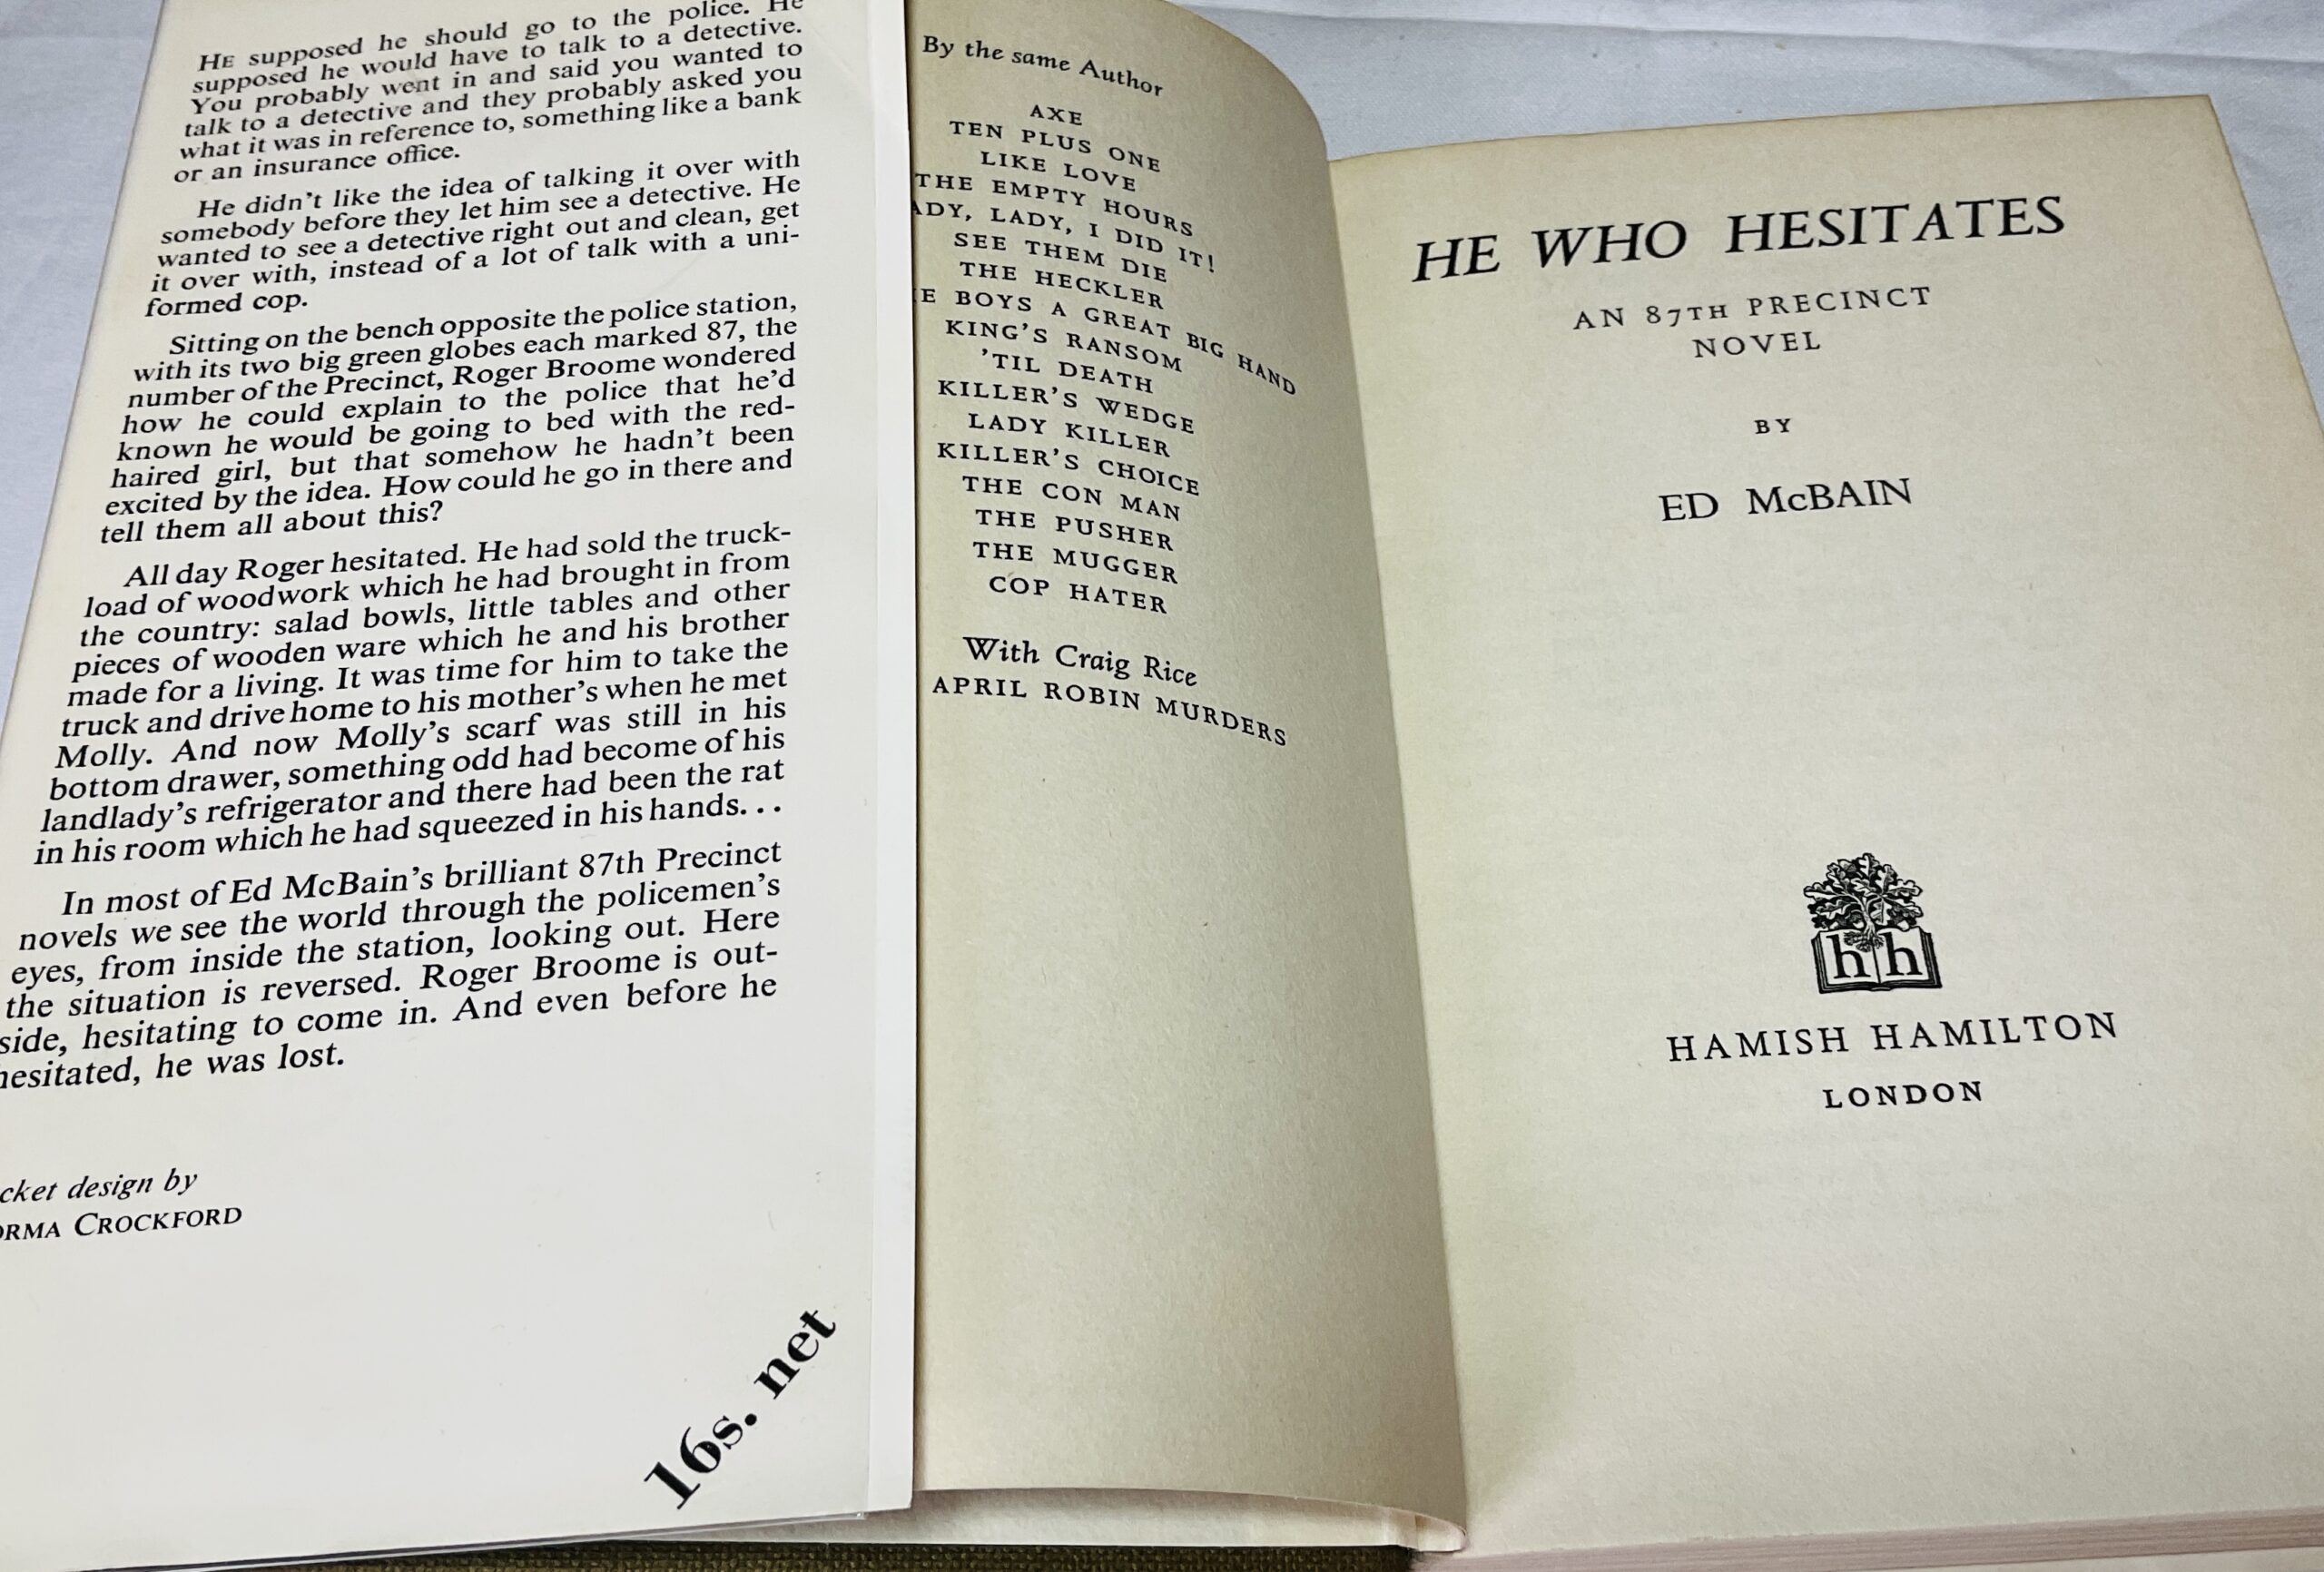 HE supposed he should go to the police. He
supposed he would have to talk to a detective.
You probably went in and said you wanted to
talk to a detective and they probably asked you
what it was in reference to, something like a bank
or an insurance office.
He didn't like the idea of talking it over with
somebody before they let him see a detective. He
wanted to see a detective right out and clean, get
it over with, instead of a lot of talk with a uni-
formed cop.
Sitting on the bench opposite the police station,
with its two big green globes each marked 87, the
number of the Precinct, Roger Broome wondered
how he could explain to the police that he'd
known he would be going to bed with the red-
haired girl, but that somehow he hadn't been
excited by the idea. How could he go in there and
tell them all about this?
All day Roger hesitated. He had sold the truck-
load of woodwork which he had brought in from
the country: salad bowls, little tables and other
pieces of wooden ware which he and his brother
made for a living. It was time for him to take the
truck and drive home to his mother's when he met
Molly. And now Molly's scarf was still in his
bottom drawer, something odd had become of his
landlady's refrigerator and there had been the rat
in his room which he had squeezed in his hands...
In most of Ed McBain's brilliant 87th Precinct
novels we see the world through the policemen's
eyes, from inside the station, looking out. Here
the situation is reversed. Roger Broome is out-
side, hesitating to come in. And even before he
hesitated, he was lost.
cket design by
ORMA CROCKFORD
16s. net
By the same Author
AXE
TEN PLUS ONE
LIKE LOVE
THE EMPTY HOURS
ADY, LADY, I DID IT!
SEE THEM DIE
THE HECKLER
E BOYS A GREAT BIG HAND
KING'S RANSOM
'TIL DEATH
KILLER'S WEDGE
LADY KILLER
KILLER'S CHOICE
THE CON MAN
THE PUSHER
THE MUGGER
COP HATER
With Craig Rice
APRIL ROBIN MURDERS
HE WHO HESITATES
AN 87TH PRECINCT
NOVEL
BY
ED McBAIN
h h
HAMISH HAMILTON
LONDON